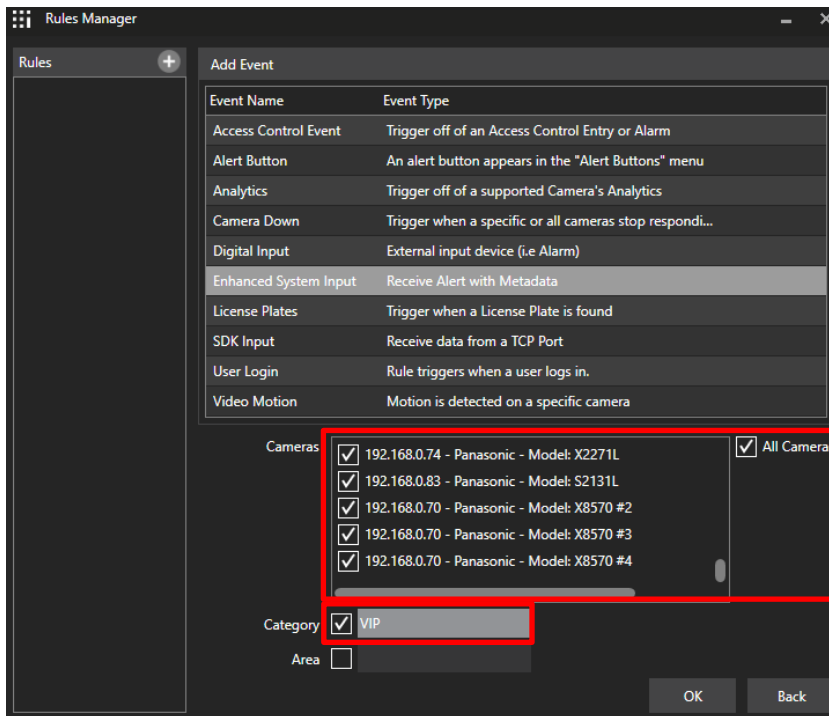 Rules Manager
Rules
Add Event
Event Name Event Type
Access Control Event Trigger off of an Access Control Entry or Alarm
Alert Button An alert button appears in the "Alert Buttons" menu
Analytics Trigger off of a supported Camera's Analytics
Camera Down Trigger when a specific or all cameras stop respondi...
Digital Input External input device (i.e Alarm)
Enhanced System Input Receive Alert with Metadata
License Plates Trigger when a License Plate is found
SDK Input Receive data from a TCP Port
User Login Rule triggers when a user logs in.
Video Motion Motion is detected on a specific camera
Cameras 192.168.0.74 - Panasonic - Model: X2271L All Camera
192.168.0.83 - Panasonic - Model: S2131L
192.168.0.70 - Panasonic - Model: X8570 #2
192.168.0.70 - Panasonic - Model: X8570 #3
192.168.0.70 - Panasonic - Model: X8570 #4
Category VIP
Area
OK Back